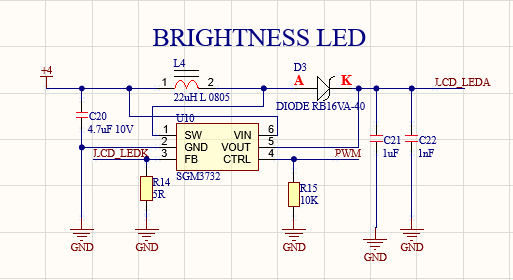 BRIGHTNESS LED
+4
L4
1 2
22uH L 0805
D3
A K
DIODE RB16VA-40
LCD_LEDA
C20
4.7uF 10V
U10
1 SW VIN 6
2 GND VOUT 5
3 FB CTRL 4
SGM3732
LCD_LEDK
PWM
C21
1uF
C22
1nF
R14
5R
R15
10K
GND
GND
GND
GND
GND